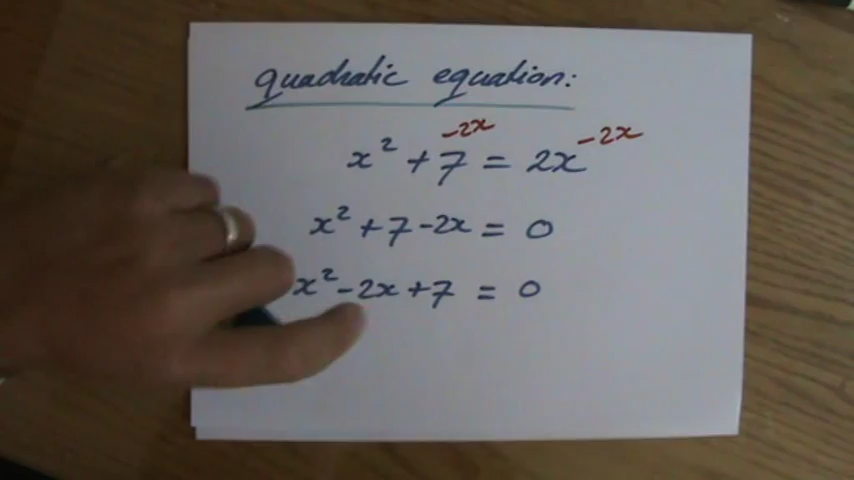 quadratic equation:
x² + 7 -2x = 2x -2x
x² + 7 - 2x = 0
x² - 2x + 7 = 0